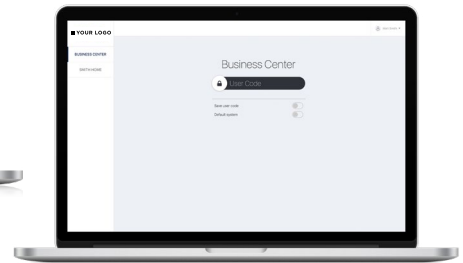 YOUR LOGO
BUSINESS CENTER
SMITH HOME
Business Center
User Code
Save user code
Default system